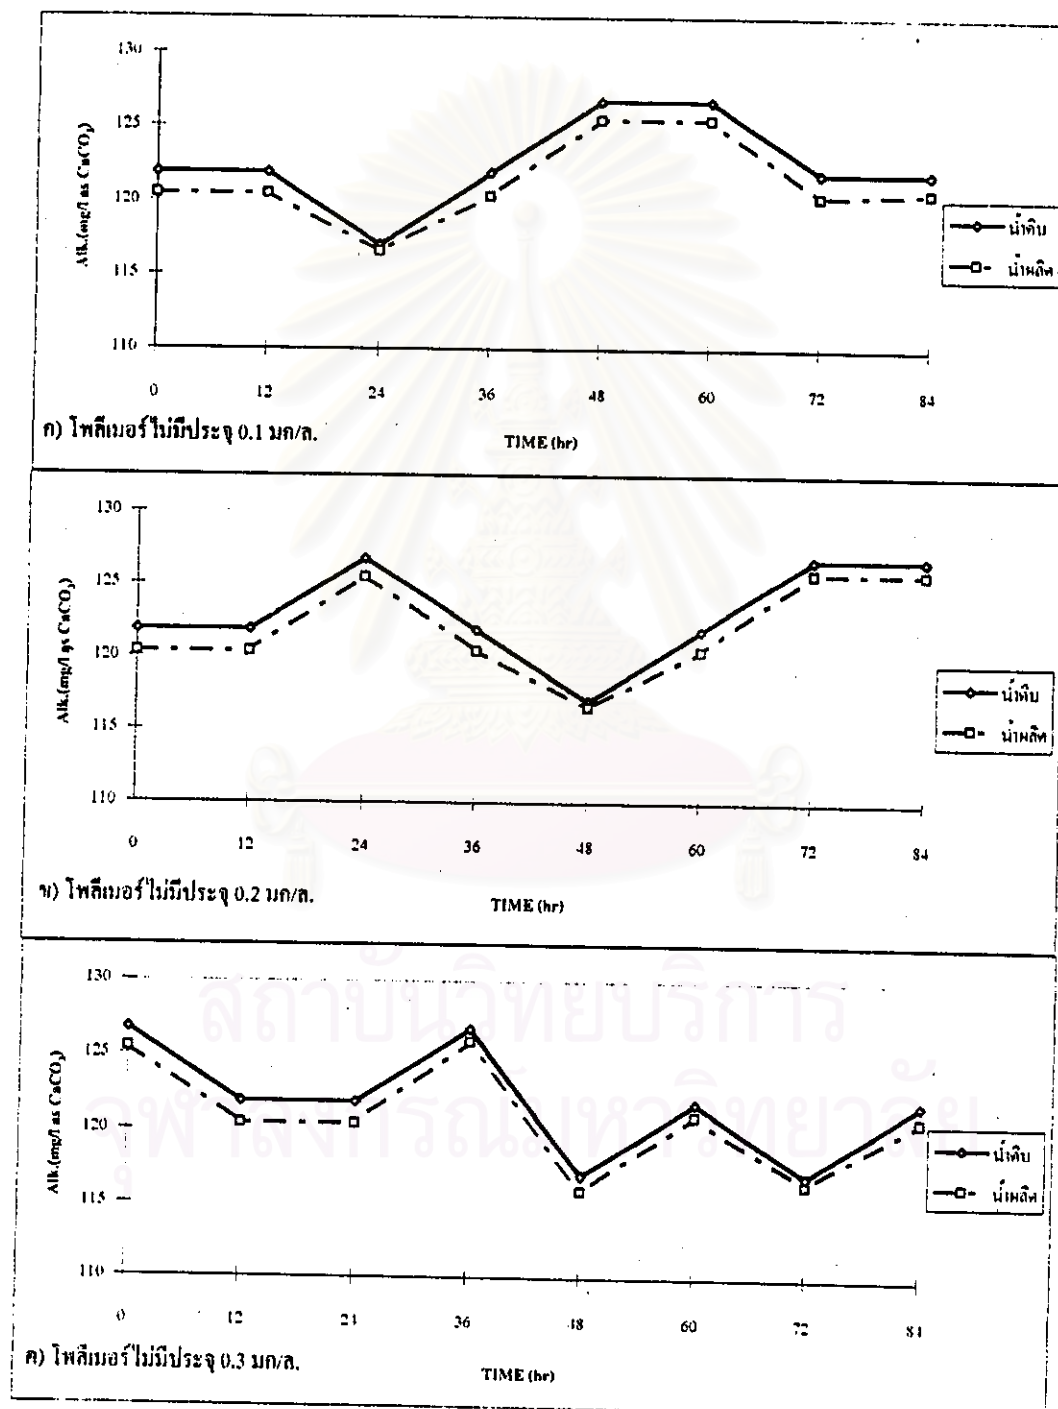 130
125
120
115
110
Alk.(mg/l as CaCO₃)
0 12 24 36 48 60 72 84
น้ำดิบ
น้ำผลิต
ก) โพลีเมอร์ไม่มีประจุ 0.1 มก/ล.
TIME (hr)
130
125
120
115
110
Alk.(mg/l as CaCO₃)
0 12 24 36 48 60 72 84
น้ำดิบ
น้ำผลิต
ข) โพลีเมอร์ไม่มีประจุ 0.2 มก/ล.
TIME (hr)
130
125
120
115
110
Alk.(mg/l as CaCO₃)
0 12 24 36 48 60 72 84
น้ำดิบ
น้ำผลิต
ค) โพลีเมอร์ไม่มีประจุ 0.3 มก/ล.
TIME (hr)
สถาบันวิทยบริการ
จุฬาลงกรณ์มหาวิทยาลัย